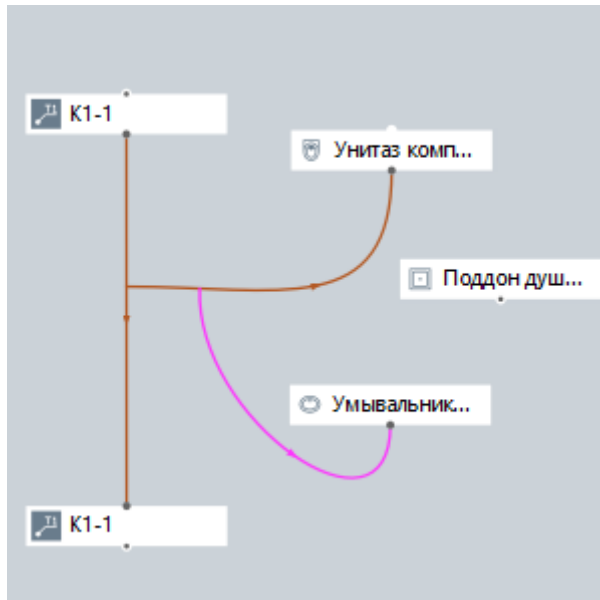 К1-1
Унитаз комп...
Поддон душ...
Умывальник...
К1-1